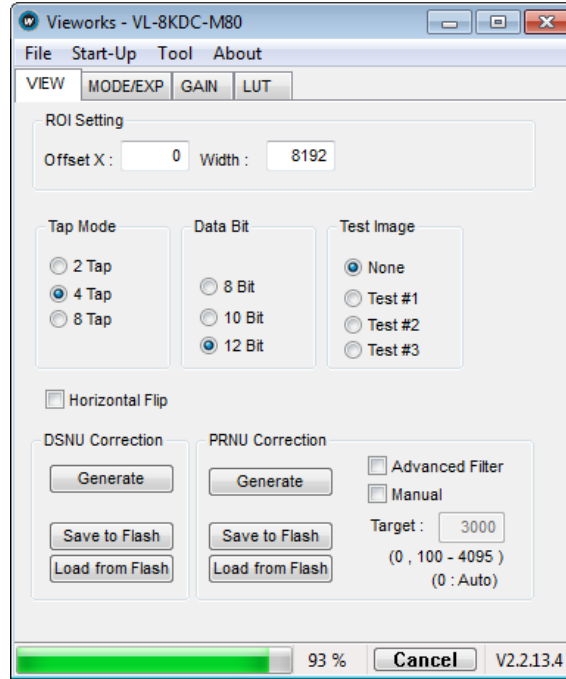 Vieworks - VL-8KDC-M80
File Start-Up Tool About
VIEW MODE/EXP GAIN LUT
ROI Setting
Offset X : 0 Width : 8192
Tap Mode Data Bit Test Image
2 Tap
4 Tap
8 Tap
8 Bit
10 Bit
12 Bit
None
Test #1
Test #2
Test #3
Horizontal Flip
DSNU Correction
Generate
Save to Flash
Load from Flash
PRNU Correction
Generate
Save to Flash
Load from Flash
Advanced Filter
Manual
Target : 3000
(0 , 100 - 4095 )
(0 : Auto)
93 % Cancel V2.2.13.4